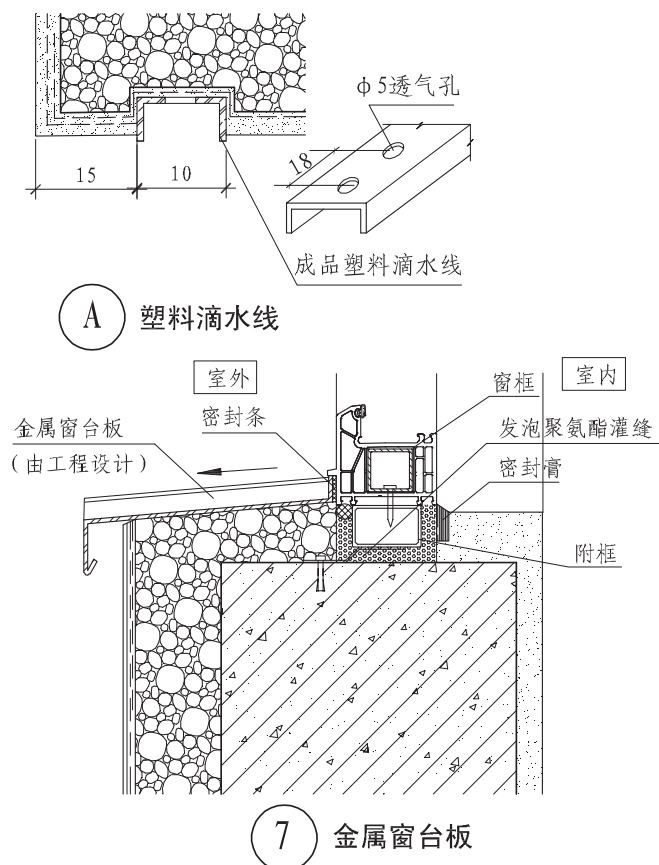 φ5透气孔
18
15
10
成品塑料滴水线
A 塑料滴水线
室外
窗框
室内
密封条
金属窗台板
(由工程设计)
发泡聚氨酯灌缝
密封膏
附框
7 金属窗台板